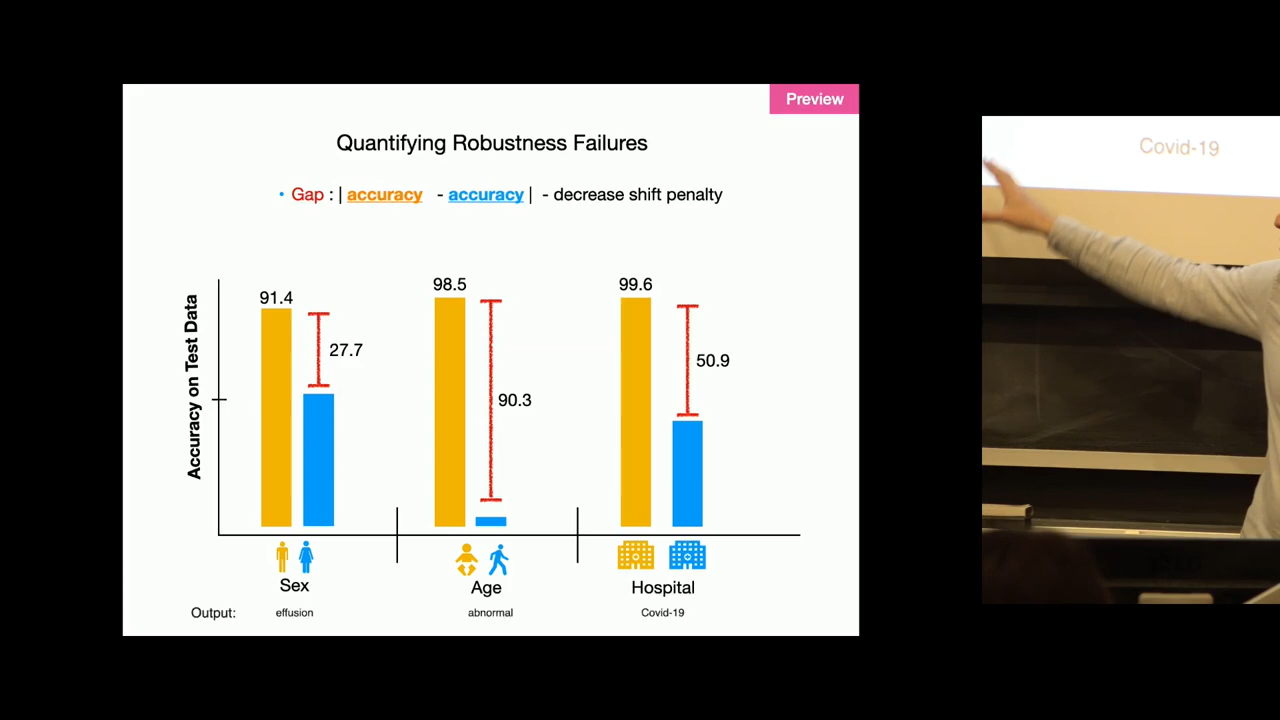 Preview
Quantifying Robustness Failures
• Gap : | accuracy - accuracy | - decrease shift penalty
Accuracy on Test Data
91.4
27.7
98.5
90.3
99.6
50.9
Sex
Age
Hospital
Output:
effusion
abnormal
Covid-19
Covid-19